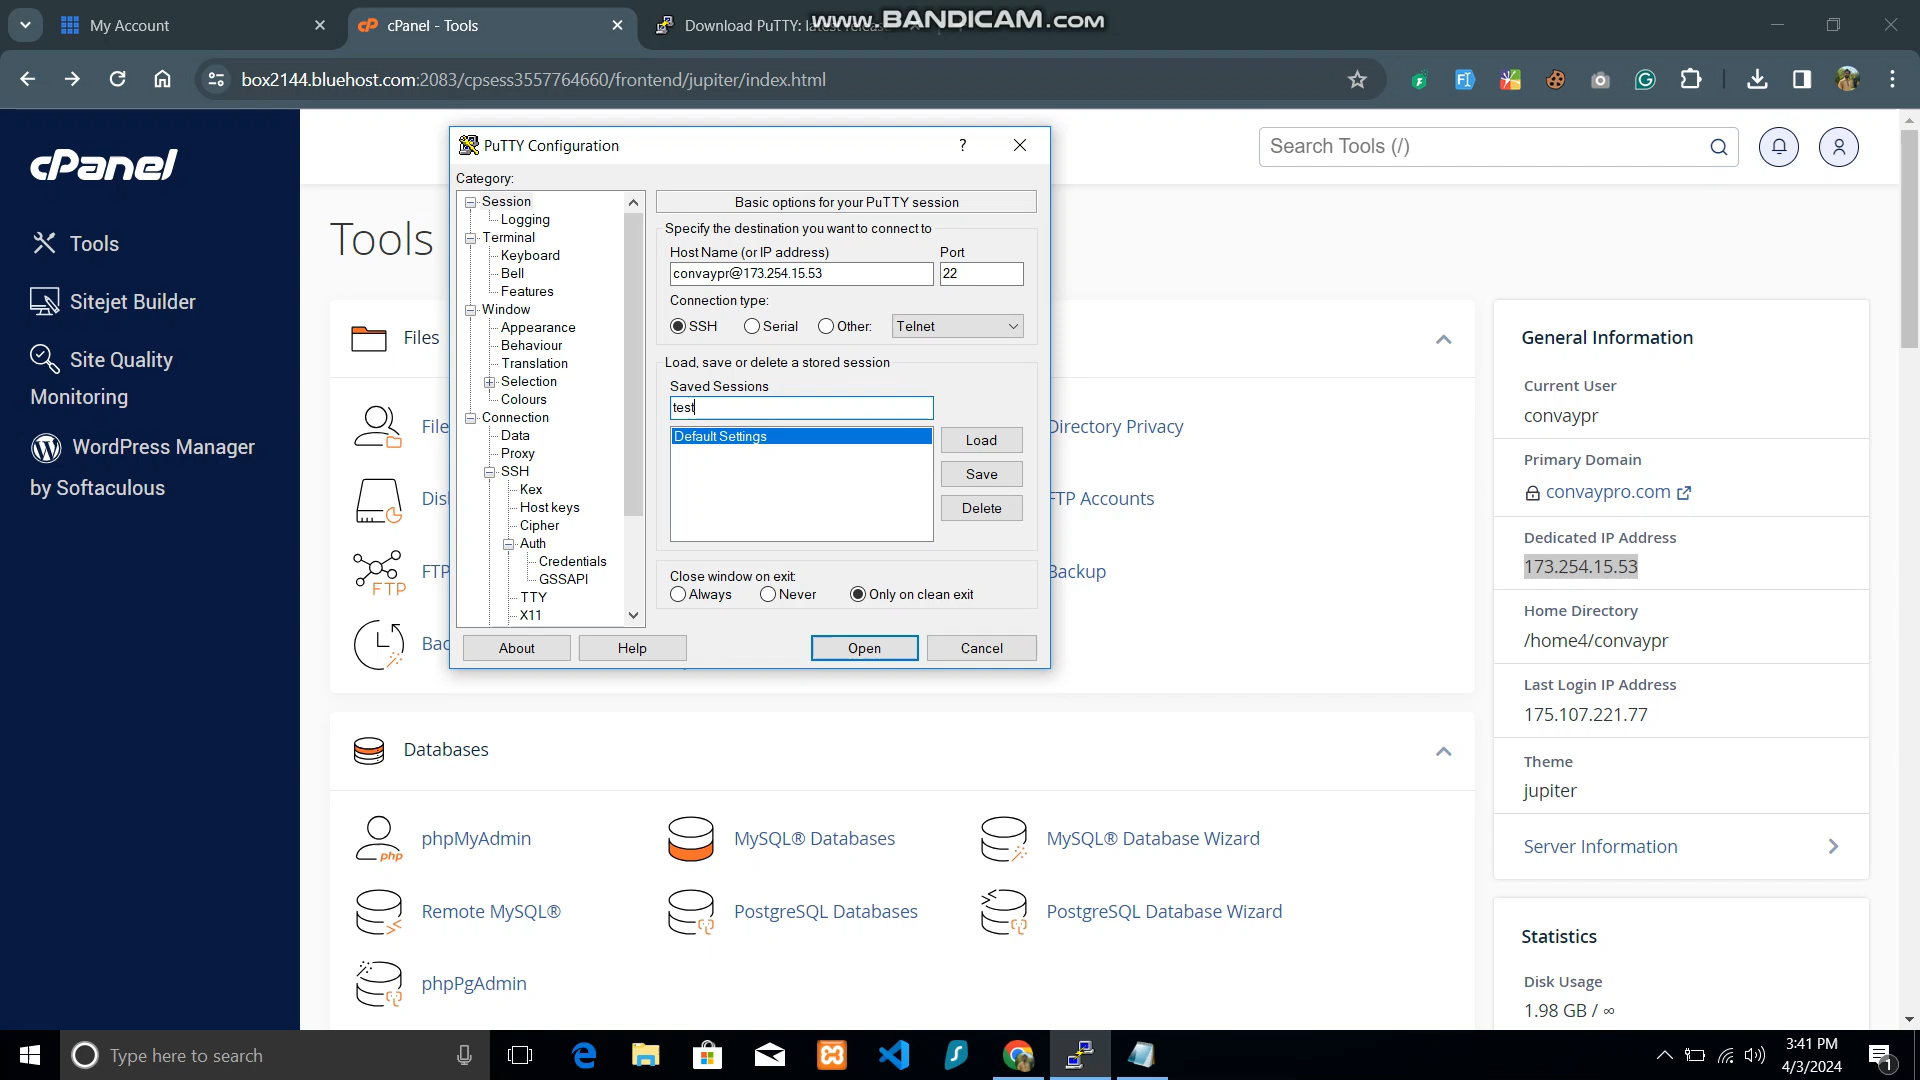 My Account
cPanel - Tools
Download PuTTY: latest release
www.BANDICAM.com
box2144.bluehost.com:2083/cpsess3557764660/frontend/jupiter/index.html
cPanel
Tools
Sitejet Builder
Site Quality
Monitoring
WordPress Manager
by Softaculous
Search Tools (/)
Tools
PuTTY Configuration
?
Category:
Session
Logging
Terminal
Keyboard
Bell
Features
Window
Appearance
Behaviour
Translation
Selection
Colours
Connection
Data
Proxy
SSH
Kex
Host keys
Cipher
Auth
Credentials
GSSAPI
TTY
X11
Basic options for your PuTTY session
Specify the destination you want to connect to
Host Name (or IP address) Port
convaypr@173.254.15.53 22
Connection type:
SSH Serial Other: Telnet
Load, save or delete a stored session
Saved Sessions
test
Default Settings
Load
Save
Delete
Close window on exit:
Always Never Only on clean exit
About Help Open Cancel
Files
File
Directory Privacy
Dis
FTP Accounts
FTP
FTP
Backup
Bac
Databases
php
phpMyAdmin
MySQL® Databases
MySQL® Database Wizard
Remote MySQL®
PostgreSQL Databases
PostgreSQL Database Wizard
phpPgAdmin
General Information
Current User
convaypr
Primary Domain
convaypro.com
Dedicated IP Address
173.254.15.53
Home Directory
/home4/convaypr
Last Login IP Address
175.107.221.77
Theme
jupiter
Server Information
Statistics
Disk Usage
1.98 GB / ∞
Type here to search
3:41 PM
4/3/2024
1